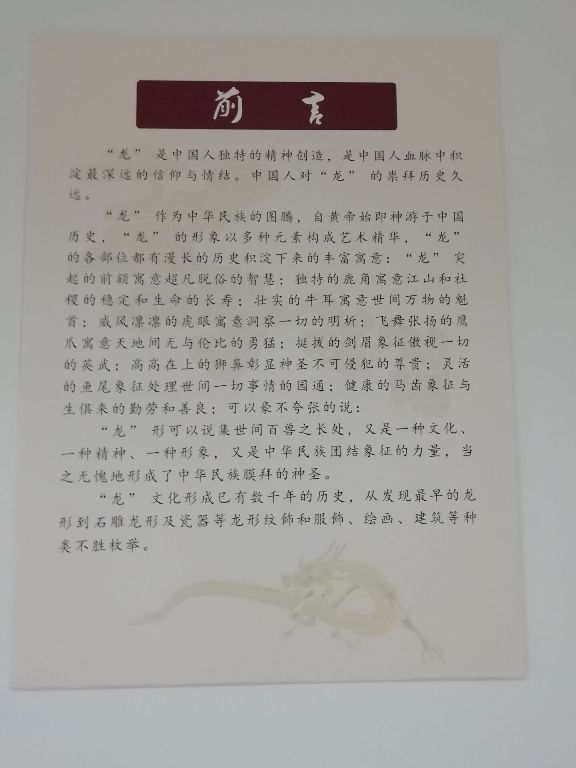 前言
“龙” 是中国人独特的精神创造，是中国人血脉中积
淀最深远的信仰与情结。中国人对“龙” 的崇拜历史久
远。
“龙” 作为中华民族的图腾，自黄帝始即神游于中国
历史，“龙” 的形象以多种元素构成艺术精华，“龙”
的各部位都有漫长的历史积淀下来的丰富寓意：“龙” 突
起的前额寓意超凡脱俗的智慧；独特的鹿角寓意江山和社
稷的稳定和生命的长寿；壮实的牛耳寓意世间万物的魁
首；威风凛凛的虎眼寓意洞察一切的明析；飞舞张扬的鹰
爪寓意天地间无与伦比的勇猛；挺拔的剑眉象征傲视一切
的英武；高高在上的狮鼻彰显神圣不可侵犯的尊贵；灵活
的鱼尾象征处理世间一切事情的园通；健康的马齿象征与
生俱来的勤劳和善良；可以豪不夸张的说：
“龙” 形可以说集世间百兽之长处，又是一种文化、
一种精神、一种形象，又是中华民族团结象征的力量，当
之无愧地形成了中华民族膜拜的神圣。
“龙” 文化形成已有数千年的历史，从发现最早的龙
形到石雕龙形及瓷器等龙形纹饰和服饰、绘画、建筑等种
类不胜枚举。